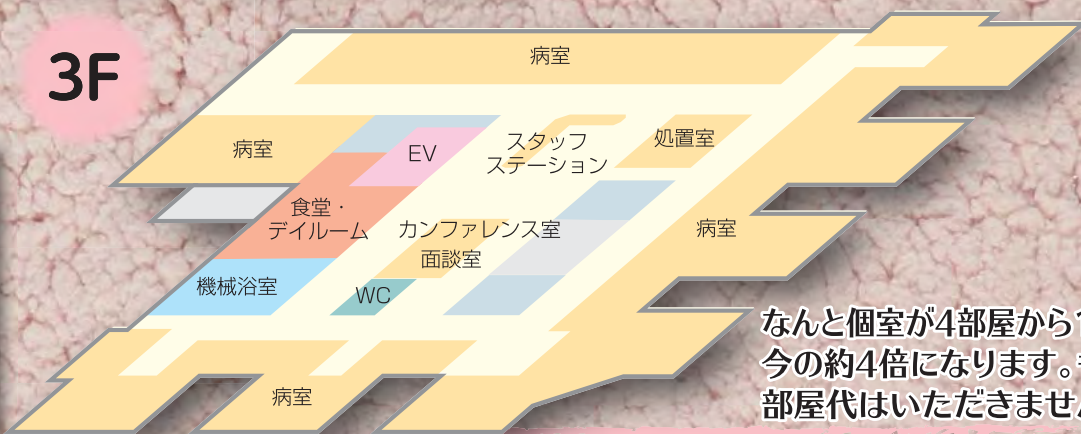 3F
病室
病室
EV
スタッフ
ステーション
処置室
食堂・
デイルーム
カンファレンス室
面談室
病室
機械浴室
WC
病室
なんと個室が4部屋から
今の約4倍になります。
部屋代はいただきませ